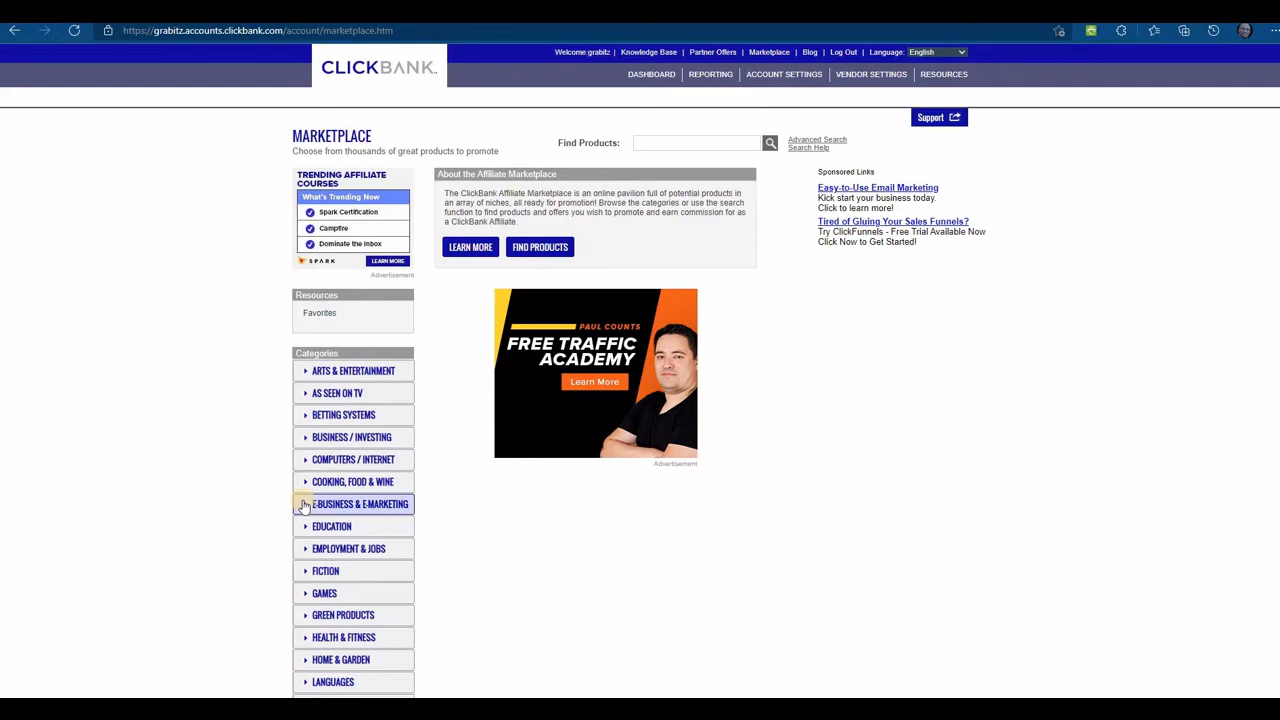 https://grabitz.accounts.clickbank.com/account/marketplace.htm
Welcome:grabitz | Knowledge Base | Partner Offers | Marketplace | Blog | Log Out | Language: English
CLICKBANK
DASHBOARD | REPORTING | ACCOUNT SETTINGS | VENDOR SETTINGS | RESOURCES
Support
MARKETPLACE
Choose from thousands of great products to promote
Find Products:
Advanced Search
Search Help
TRENDING AFFILIATE
COURSES
What's Trending Now
Spark Certification
Campfire
Dominate the Inbox
SPARK
LEARN MORE
Advertisement
About the Affiliate Marketplace
The ClickBank Affiliate Marketplace is an online pavilion full of potential products in
an array of niches, all ready for promotion! Browse the categories or use the search
function to find products and offers you wish to promote and earn commission for as
a ClickBank Affiliate.
LEARN MORE
FIND PRODUCTS
Sponsored Links
Easy-to-Use Email Marketing
Kick start your business today.
Click to learn more!
Tired of Gluing Your Sales Funnels?
Try ClickFunnels - Free Trial Available Now
Click Now to Get Started!
Resources
Favorites
PAUL COUNTS
FREE TRAFFIC
ACADEMY
Learn More
Advertisement
Categories
ARTS & ENTERTAINMENT
AS SEEN ON TV
BETTING SYSTEMS
BUSINESS / INVESTING
COMPUTERS / INTERNET
COOKING, FOOD & WINE
E-BUSINESS & E-MARKETING
EDUCATION
EMPLOYMENT & JOBS
FICTION
GAMES
GREEN PRODUCTS
HEALTH & FITNESS
HOME & GARDEN
LANGUAGES